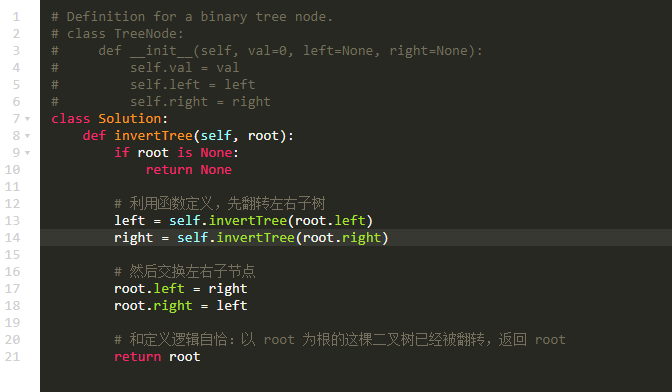 1 # Definition for a binary tree node.
2 # class TreeNode:
3 #     def __init__(self, val=0, left=None, right=None):
4 #         self.val = val
5 #         self.left = left
6 #         self.right = right
7 class Solution:
8     def invertTree(self, root):
9         if root is None:
10             return None
11
12         # 利用函数定义，先翻转左右子树
13         left = self.invertTree(root.left)
14         right = self.invertTree(root.right)
15
16         # 然后交换左右子节点
17         root.left = right
18         root.right = left
19
20         # 和定义逻辑自恰：以 root 为根的这棵二叉树已经被翻转，返回 root
21         return root